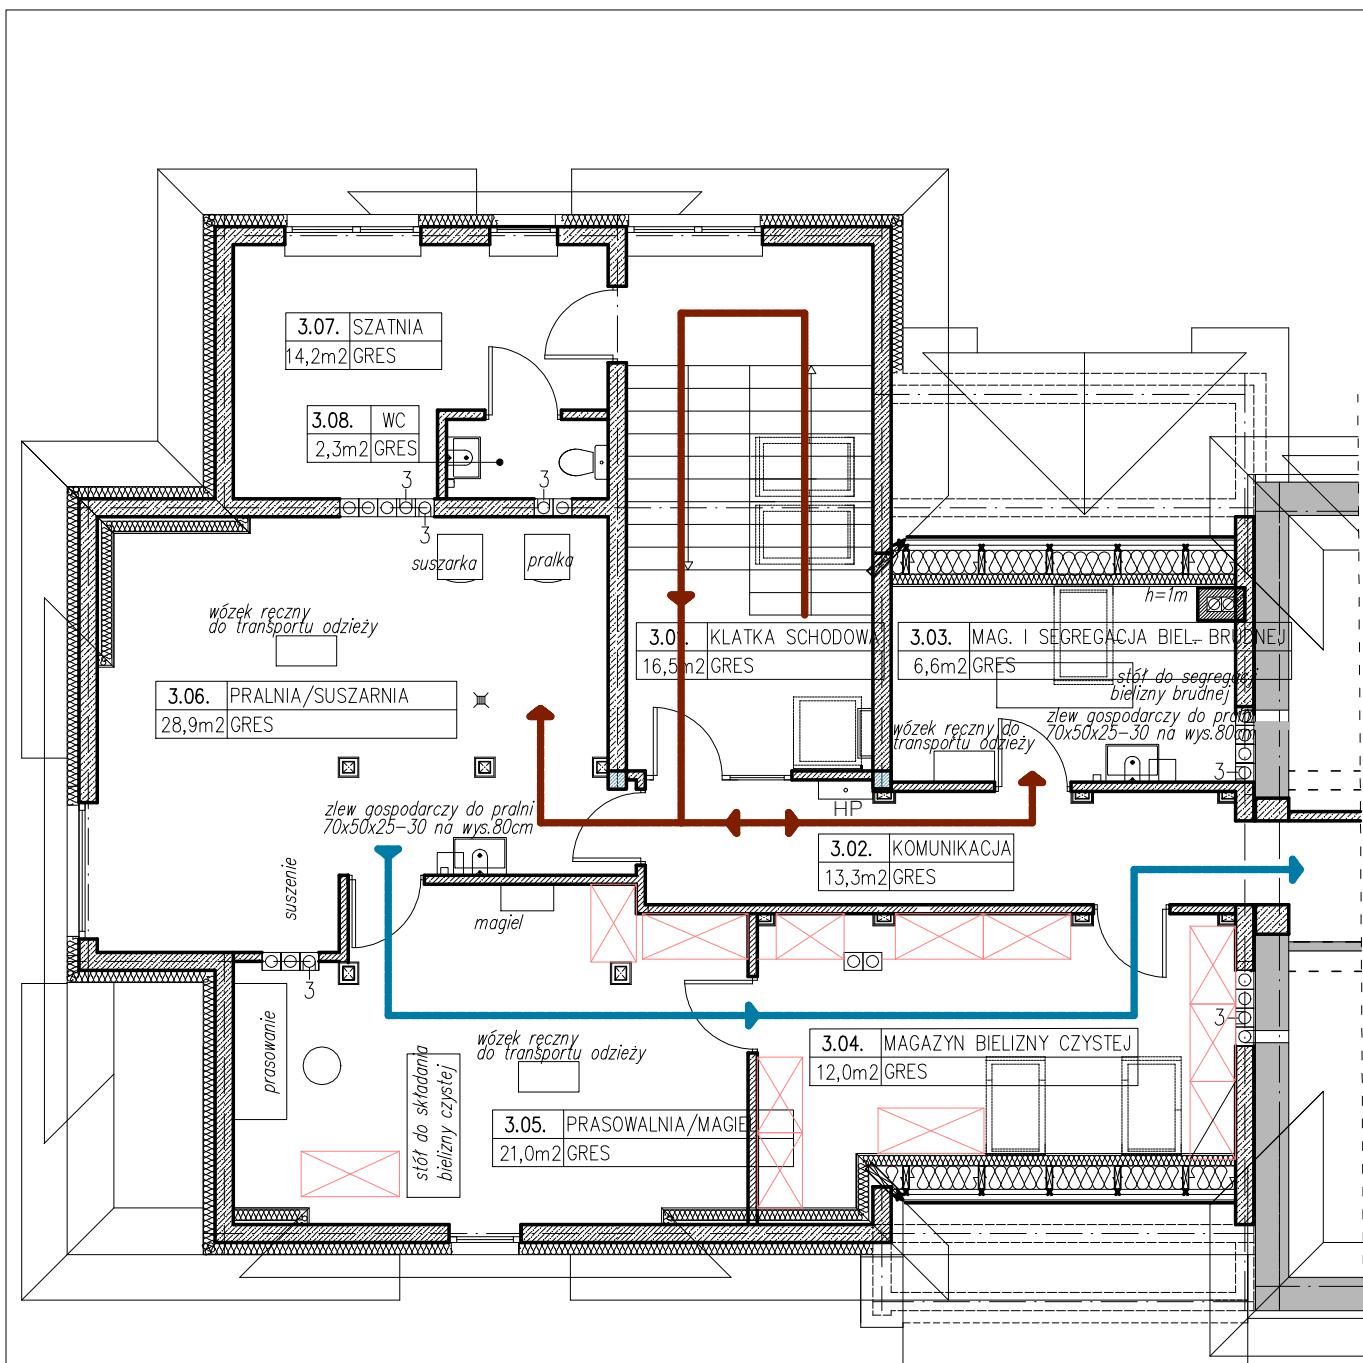 3.07. SZATNIA
14,2m2 GRES
3.08. WC
2,3m2 GRES
3
3
3
suszarka
pralka
wózek ręczny
do transportu odzieży
h=1m
3.01. KLATKA SCHODOWA
16,5m2 GRES
3.03. MAG. I SEGREGACJA BIEL. BRUDNEJ
6,6m2 GRES
stół do segregacji
bielizny brudnej
3.06. PRALNIA/SUSZARNIA
28,9m2 GRES
wózek ręczny do
transportu odzieży
zlew gospodarczy do pralni
70x50x25-30 na wys.80cm
3
zlew gospodarczy do pralni
70x50x25-30 na wys.80cm
HP
3.02. KOMUNIKACJA
13,3m2 GRES
suszenie
magiel
3
3
prasowanie
wózek ręczny
do transportu odzieży
3.04. MAGAZYN BIELIZNY CZYSTEJ
12,0m2 GRES
stół do składania
bielizny czystej
3.05. PRASOWALNIA/MAGIEL
21,0m2 GRES